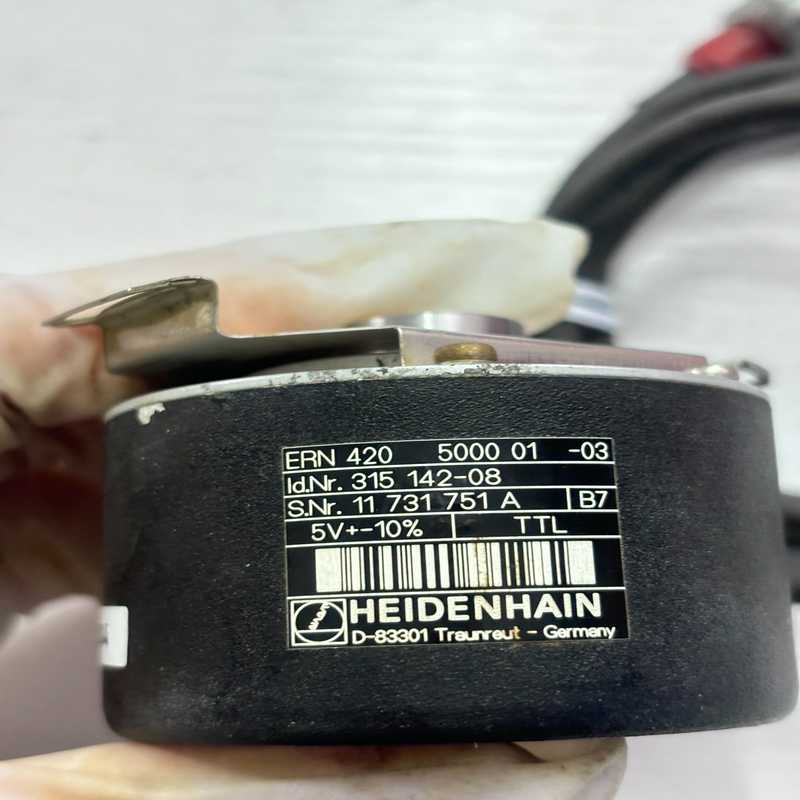 ERN 420 5000 01 -03
Id.Nr. 315 142-08
S.Nr. 11 731 751 A B7
5V+-10% TTL
HEIDENHAIN
D-83301 Traunreut - Germany